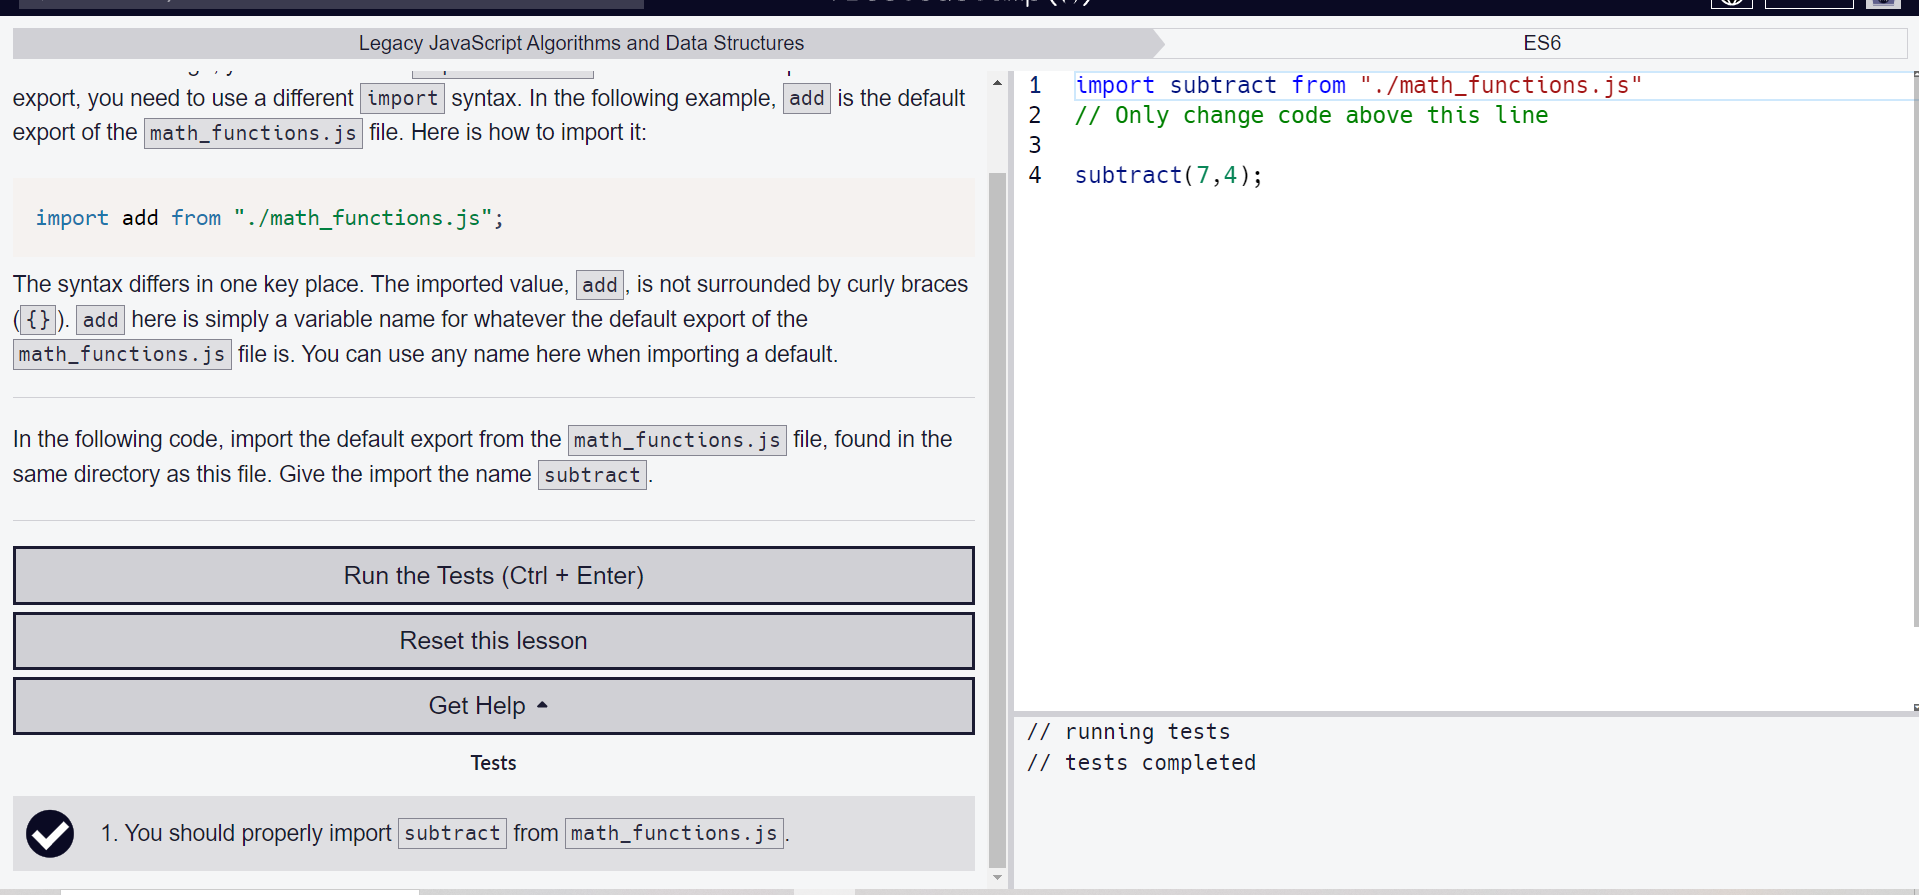 Legacy JavaScript Algorithms and Data Structures
ES6
export, you need to use a different import syntax. In the following example, add is the default
export of the math_functions.js file. Here is how to import it:
import add from "./math_functions.js";
The syntax differs in one key place. The imported value, add, is not surrounded by curly braces
({}). add here is simply a variable name for whatever the default export of the
math_functions.js file is. You can use any name here when importing a default.
In the following code, import the default export from the math_functions.js file, found in the
same directory as this file. Give the import the name subtract.
Run the Tests (Ctrl + Enter)
Reset this lesson
Get Help
Tests
1. You should properly import subtract from math_functions.js.
1 import subtract from "./math_functions.js"
2 // Only change code above this line
3
4 subtract(7,4);
// running tests
// tests completed